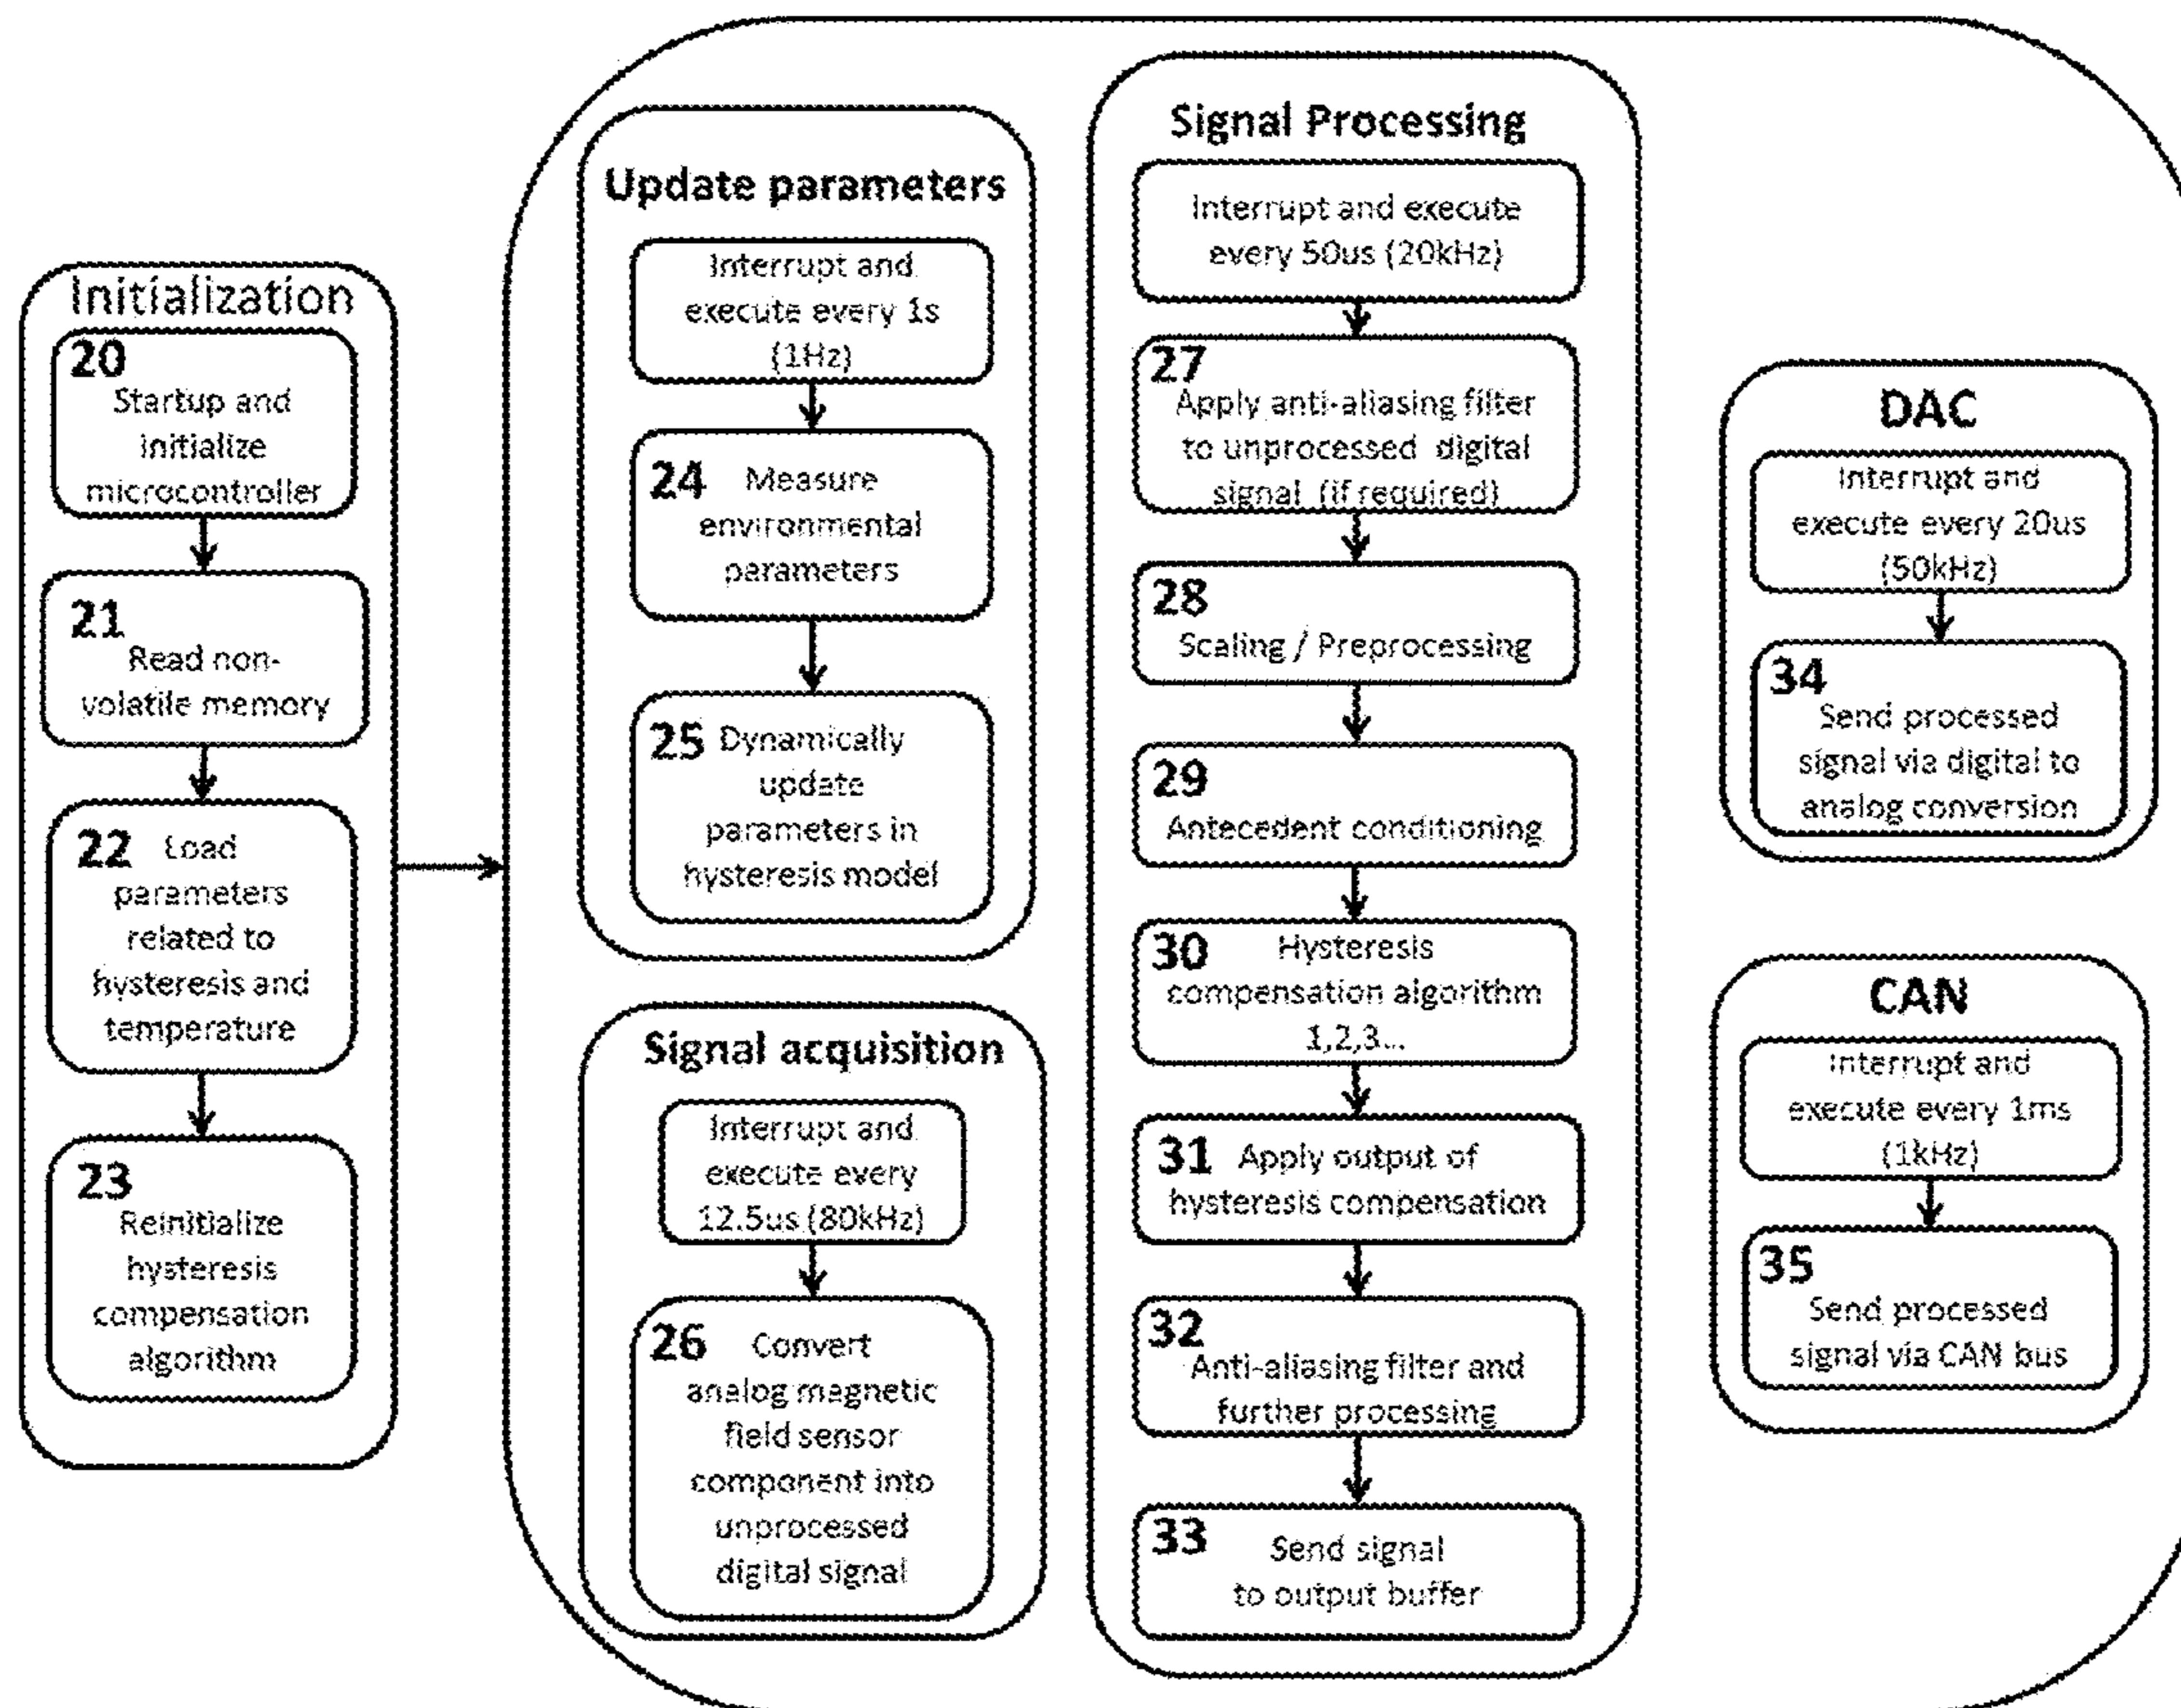 Initialization
20
Startup and
initialize
microcontroller
21
Read non-
volatile memory
22 Load
parameters
related to
hysteresis and
temperature
23
Reinitialize
hysteresis
compensation
algorithm
Update parameters
Interrupt and
execute every 1s
(1Hz)
24 Measure
environmental
parameters
25 Dynamically
update
parameters in
hysteresis model
Signal acquisition
Interrupt and
execute every
12.5us (80kHz)
26 Convert
analog magnetic
field sensor
component into
unprocessed
digital signal
Signal Processing
Interrupt and execute
every 50us (20kHz)
27
Apply anti-aliasing filter
to unprocessed digital
signal (if required)
28
Scaling / Preprocessing
29
Antecedent conditioning
30 Hysteresis
compensation algorithm
1,2,3...
31 Apply output of
hysteresis compensation
32
Anti-aliasing filter and
further processing
33 Send signal
to output buffer
DAC
Interrupt and
execute every 20us
(50kHz)
34
Send processed
signal via digital to
analog conversion
CAN
Interrupt and
execute every 1ms
(1kHz)
35
Send processed
signal via CAN bus